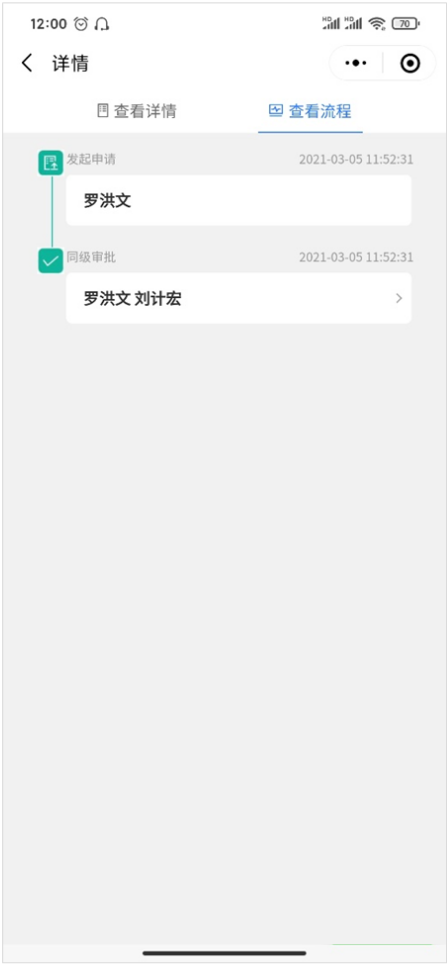 12:00 HD HD 70
详情
查看详情 查看流程
发起申请 2021-03-05 11:52:31
罗洪文
同级审批 2021-03-05 11:52:31
罗洪文 刘计宏